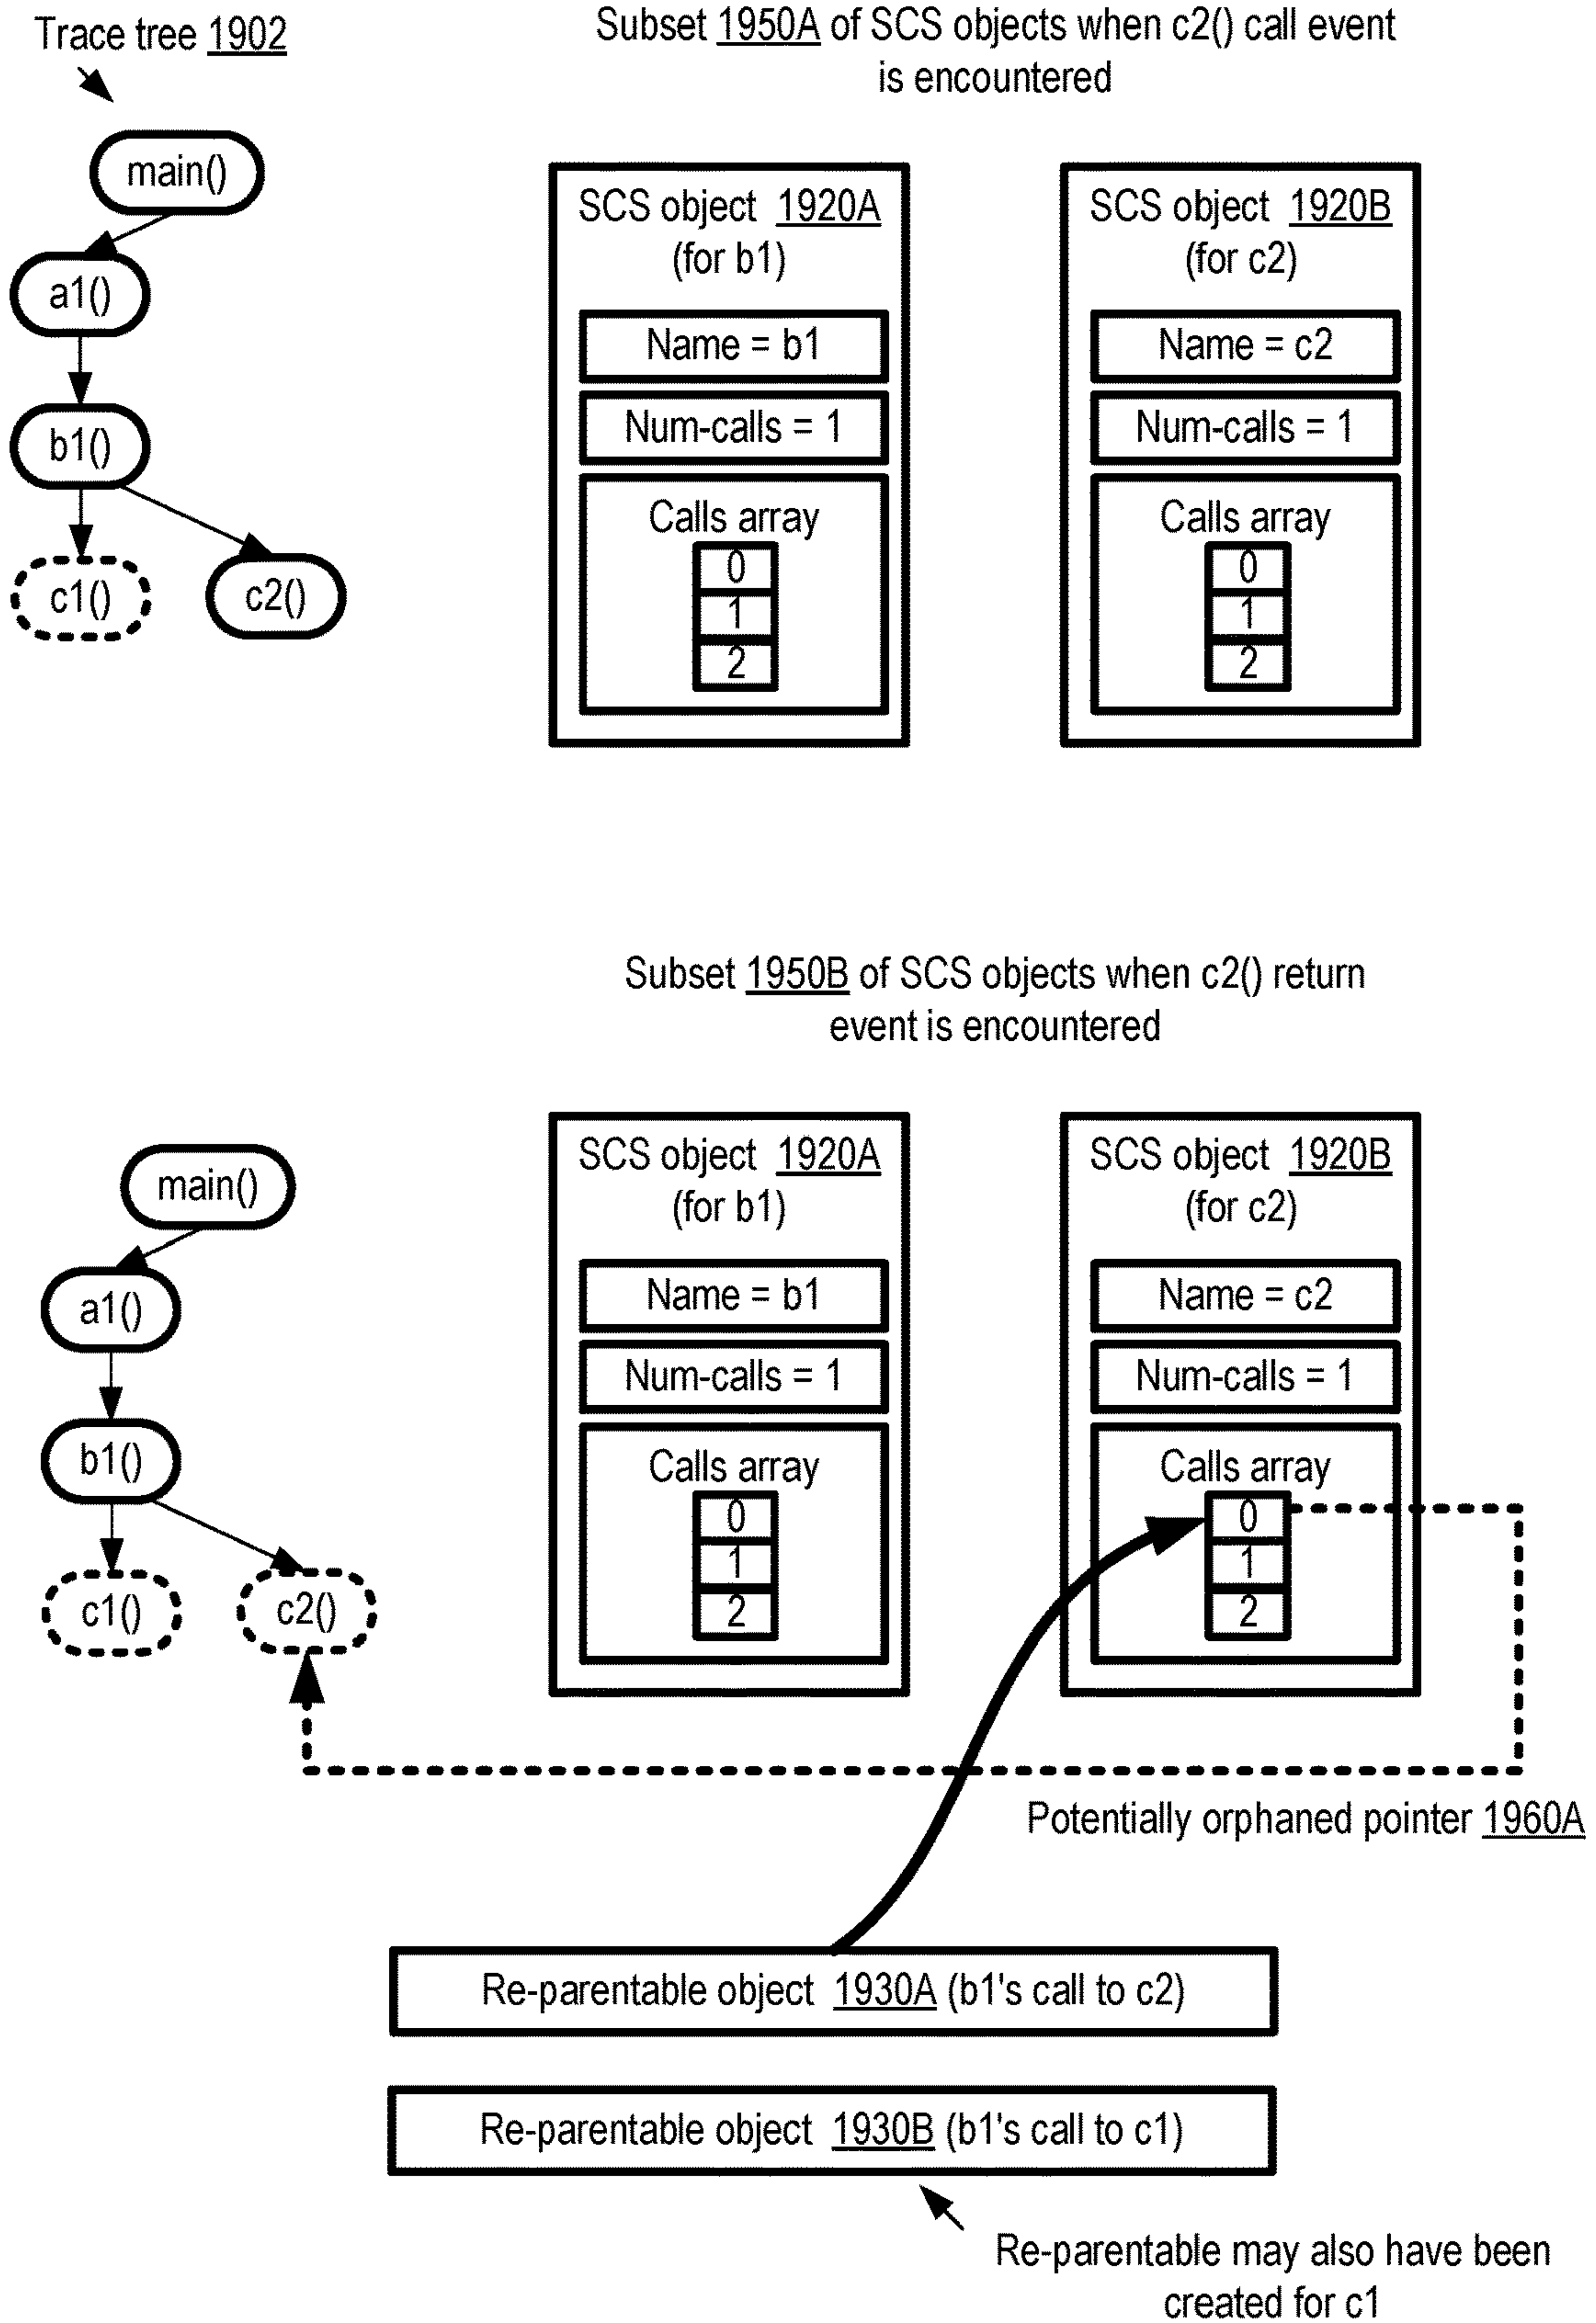 Trace tree 1902
Subset 1950A of SCS objects when c2() call event
is encountered
main()
a1()
b1()
c1()
c2()
SCS object 1920A
(for b1)
Name = b1
Num-calls = 1
Calls array
0
1
2
SCS object 1920B
(for c2)
Name = c2
Num-calls = 1
Calls array
0
1
2
Subset 1950B of SCS objects when c2() return
event is encountered
main()
a1()
b1()
c1()
c2()
SCS object 1920A
(for b1)
Name = b1
Num-calls = 1
Calls array
0
1
2
SCS object 1920B
(for c2)
Name = c2
Num-calls = 1
Calls array
0
1
2
Potentially orphaned pointer 1960A
Re-parentable object 1930A (b1's call to c2)
Re-parentable object 1930B (b1's call to c1)
Re-parentable may also have been
created for c1